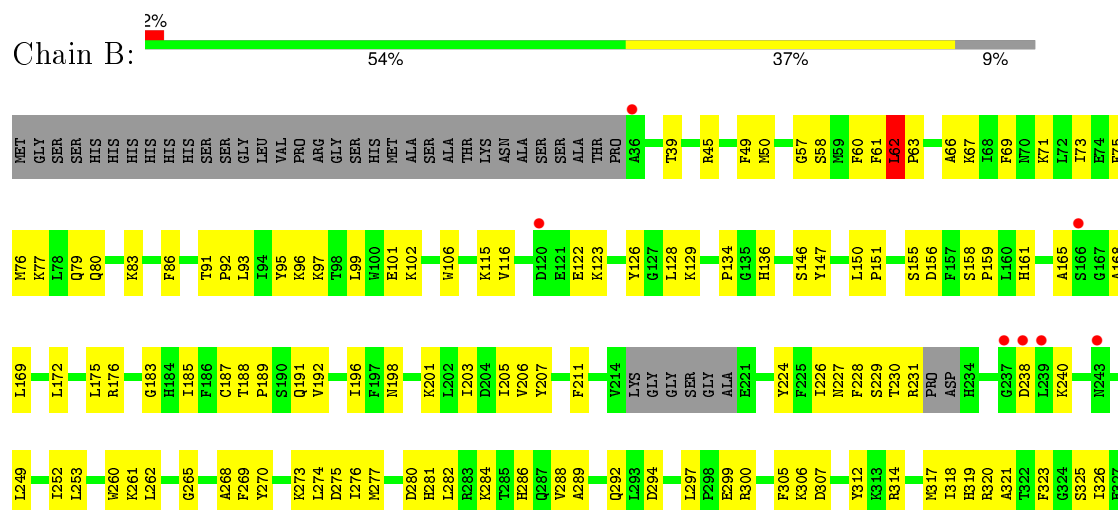 2%
Chain B:
54% 37% 9%
MET GLY SER SER HIS HIS HIS HIS HIS HIS SER SER GLY LEU VAL PRO ARG GLY SER HIS MET ALA SER ALA THR LYS ASN ALA SER SER ALA THR PRO A36 T39 R45 F49 M50 G57 S58 M59 F60 F61 L62 P63 A66 K67 I68 F69 N70 K71 L72 I73 E74 E75
M76 K77 L78 Q79 Q80 K83 F86 T91 P92 L93 I94 Y95 K96 K97 T98 L99 W100 E101 K102 W106 K115 V116 D120 E121 E122 K123 Y126 G127 L128 K129 P134 G135 H136 S146 Y147 L150 P151 S155 D156 F157 S158 P159 L160 H161 A165 S166 G167 A168
L169 L172 L175 R176 G183 H184 I185 F186 C187 T188 P189 S190 Q191 V192 I196 F197 N198 K201 L202 I203 D204 I205 V206 Y207 F211 V214 LYS GLY GLY SER GLY ALA E221 Y224 F225 I226 N227 F228 S229 T230 R231 PRO ASP H234 G237 D238 L239 K240 N243
L249 I252 L253 W260 K261 L262 G265 A268 F269 Y270 K273 L274 D275 I276 M277 D280 H281 L282 R283 K284 T285 H286 Q287 V288 A289 Q292 L293 D294 L297 P298 E299 R300 F305 K306 D307 Y312 K313 R314 M317 I318 H319 R320 A321 T322 F323 G324 S325 I326